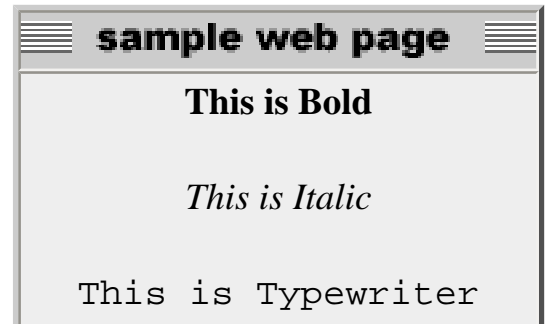 sample web page
This is Bold
This is Italic
This is Typewriter